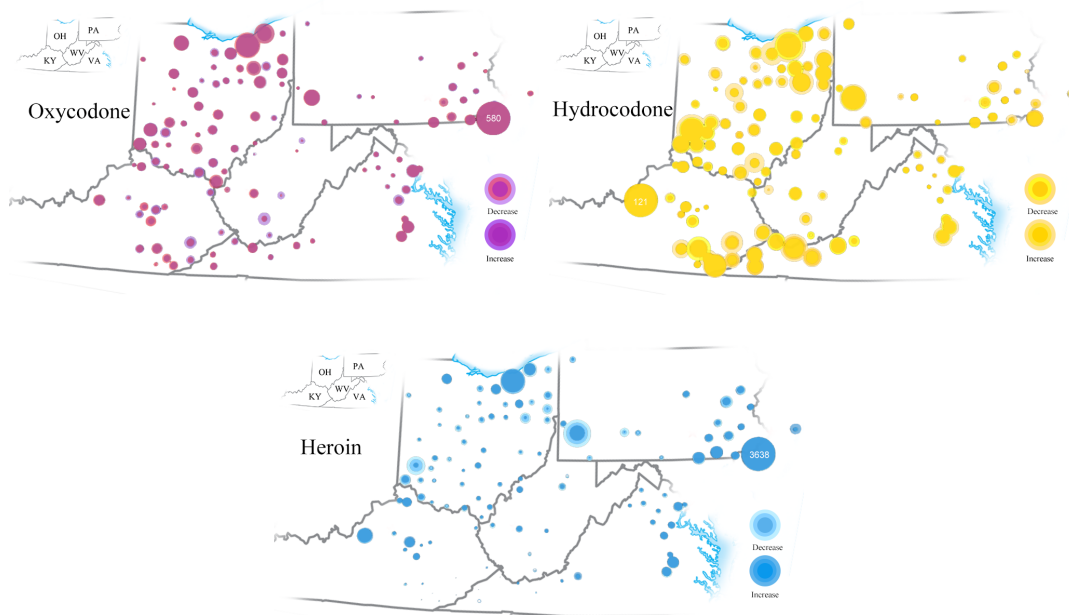 OH
PA
KY
WV
VA
Oxycodone
580
Decrease
Increase
OH
PA
KY
WV
VA
Hydrocodone
121
Decrease
Increase
OH
PA
KY
WV
VA
Heroin
3638
Decrease
Increase